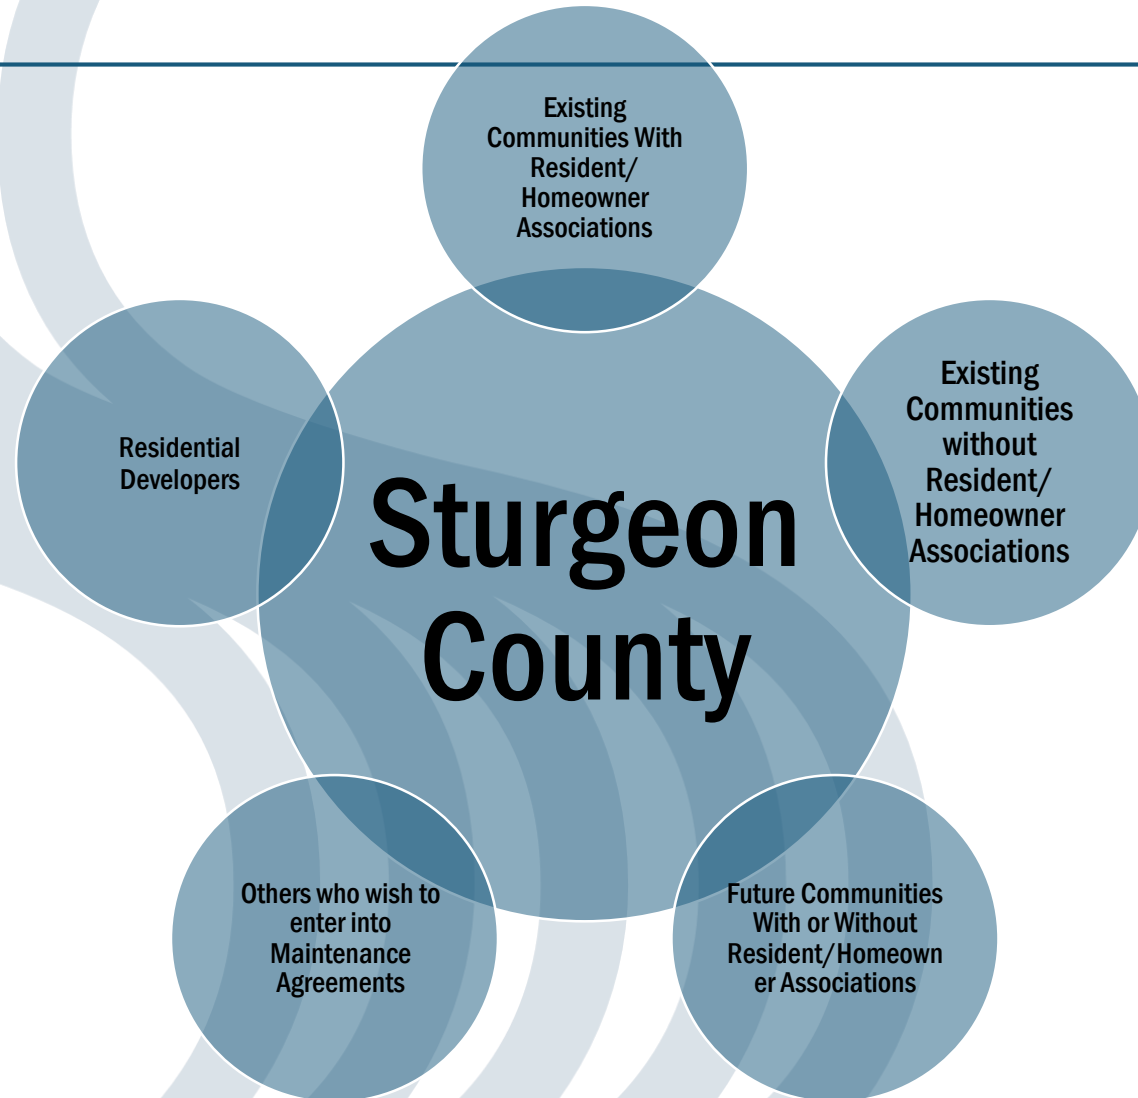 Existing
Communities With
Resident/
Homeowner
Associations
Existing
Communities
without
Resident/
Homeowner
Associations
Residential
Developers
Sturgeon
County
Others who wish to
enter into
Maintenance
Agreements
Future Communities
With or Without
Resident/Homeown
er Associations